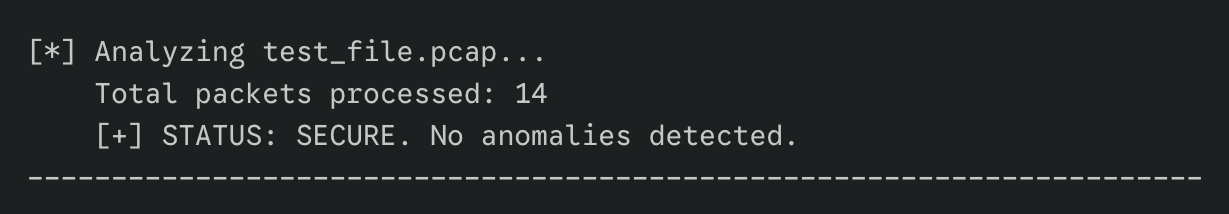 [*] Analyzing test_file.pcap...
    Total packets processed: 14
    [+] STATUS: SECURE. No anomalies detected.
----------------------------------------------------------------------